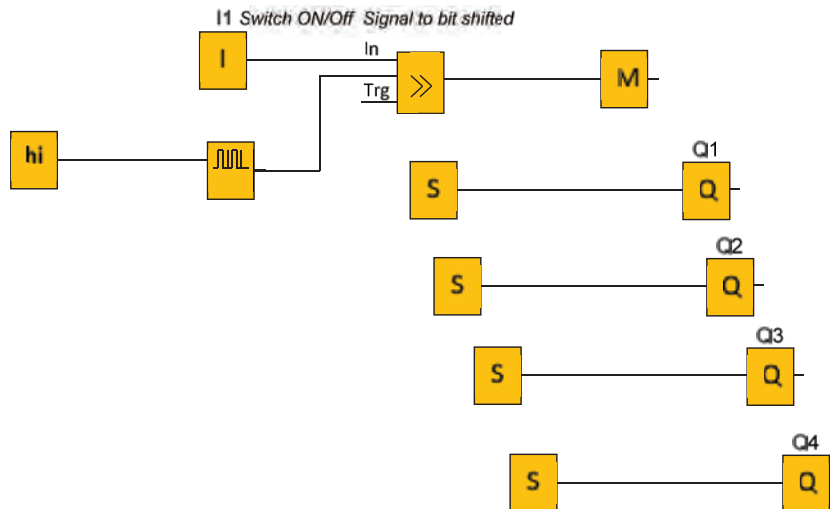 I1 Switch ON/Off Signal to bit shifted
I
In
Trg
M
hi
Q1
S
Q
Q2
S
Q
Q3
S
Q
Q4
S
Q